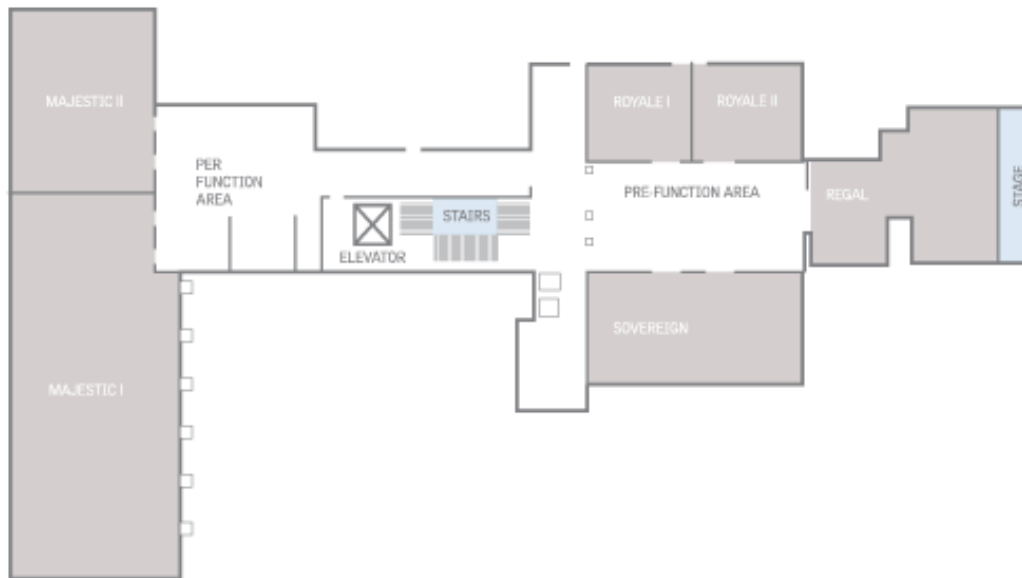 MAJESTIC II
ROYALE I
ROYALE II
PER
FUNCTION
AREA
PRE-FUNCTION AREA
REGAL
STAGE
STAIRS
ELEVATOR
SOVEREIGN
MAJESTIC I